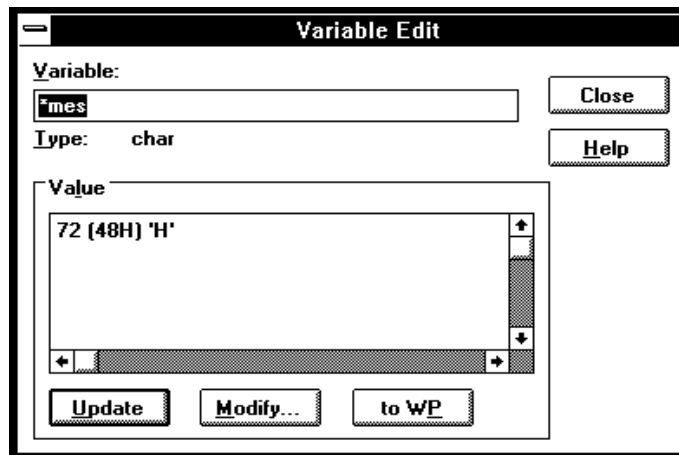 Variable Edit
Variable:
*mes
Close
Type: char
Help
Value
72 (48H) 'H'
Update Modify... to WP